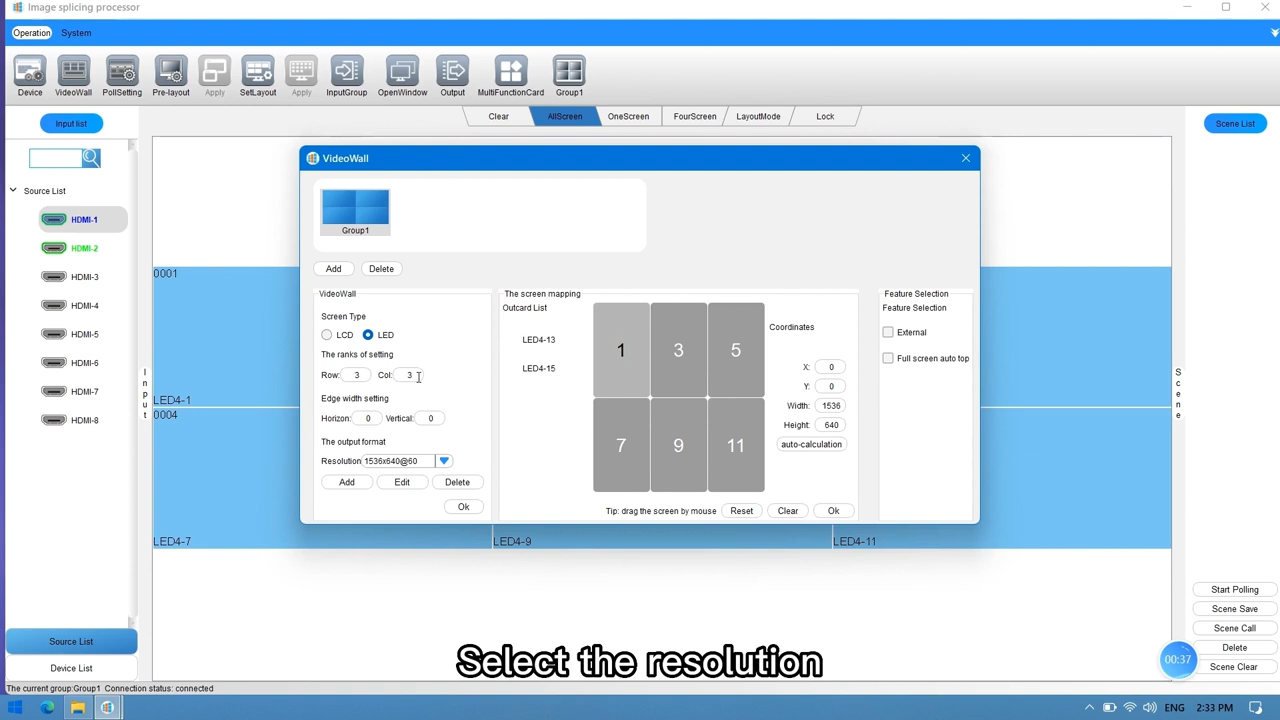 Image splicing processor
Operation System
Device VideoWall PollSetting Pre-layout Apply SetLayout Apply InputGroup OpenWindow Output MultiFunctionCard Group1
Input list
Clear AllScreen OneScreen FourScreen LayoutMode Lock
Scene List
Source List
HDMI-1
HDMI-2
HDMI-3
HDMI-4
HDMI-5
HDMI-6
HDMI-7
HDMI-8
Source List
Device List
Input
0001
LED4-1
0004
LED4-7 LED4-9 LED4-11
VideoWall
Group1
Add Delete
VideoWall
Screen Type
LCD LED
The ranks of setting
Row: 3 Col: 3
Edge width setting
Horizon: 0 Vertical: 0
The output format
Resolution 1536x640@60
Add Edit Delete
Ok
The screen mapping
Outcard List
LED4-13
LED4-15
1 3 5
7 9 11
Coordinates
X: 0
Y: 0
Width: 1536
Height: 640
auto-calculation
Tip: drag the screen by mouse Reset Clear Ok
Feature Selection
Feature Selection
External
Full screen auto top
Scene
Start Polling
Scene Save
Scene Call
Delete
Scene Clear
Select the resolution
00:37
The current group:Group1 Connection status: connected
ENG 2:33 PM